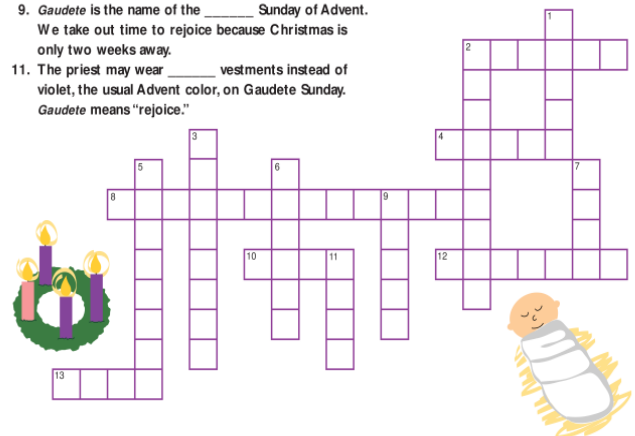 9. Gaudete is the name of the ______ Sunday of Advent.
We take out time to rejoice because Christmas is
only two weeks away.
11. The priest may wear ______ vestments instead of
violet, the usual Advent color, on Gaudete Sunday.
Gaudete means “rejoice.”
1
2
3
4
5
6
7
8
9
10
11
12
13